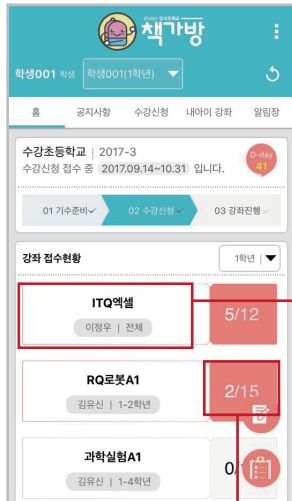 책가방
학생001 학생 학생001(1학년)
홈 공지사항 수강신청 내아이 강좌 알림장
수강초등학교 | 2017-3
수강신청 접수 중 2017.09.14~10.31 입니다.
D-day
41
01 기수준비 02 수강신청 03 강좌진행
강좌 접수현황 1학년
ITQ엑셀
이정우 | 전체
5/12
RQ로봇A1
김유신 | 1-2학년
2/15
과학실험A1
김유신 | 1-4학년